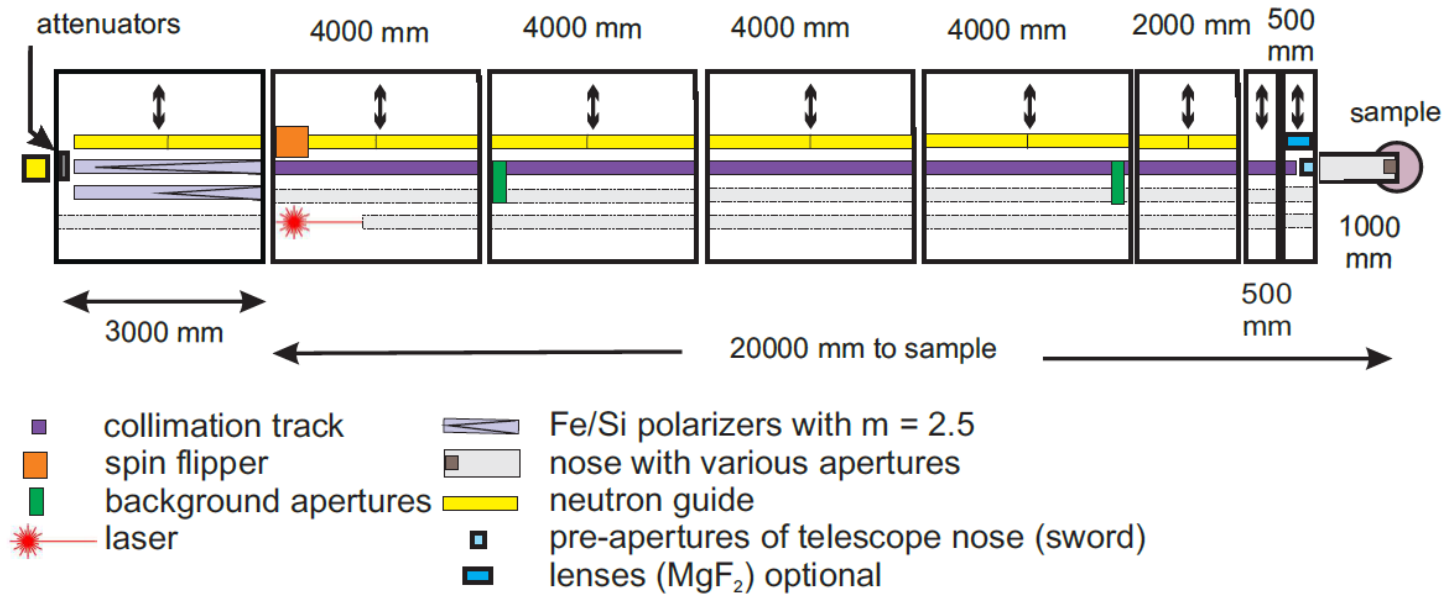 attenuators
4000 mm
4000 mm
4000 mm
4000 mm
2000 mm
500
mm
sample
1000
mm
500
mm
3000 mm
20000 mm to sample
collimation track
spin flipper
background apertures
laser
Fe/Si polarizers with m = 2.5
nose with various apertures
neutron guide
pre-apertures of telescope nose (sword)
lenses (MgF₂) optional